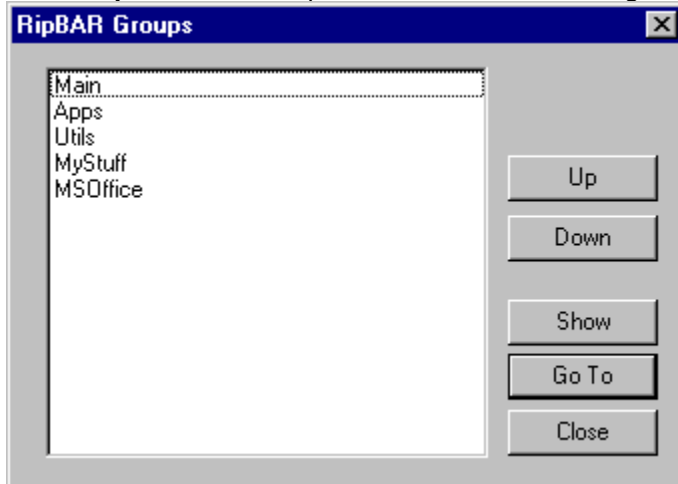 RipBAR Groups
Main
Apps
Utils
MyStuff
MSOffice
Up
Down
Show
Go To
Close